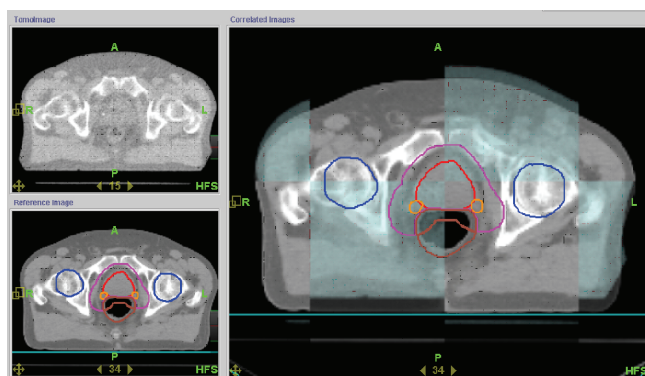 TomoImage
A
R
L
P
15
HFS
Reference Image
A
R
L
P
34
HFS
Correlated Images
A
R
L
P
34
HFS